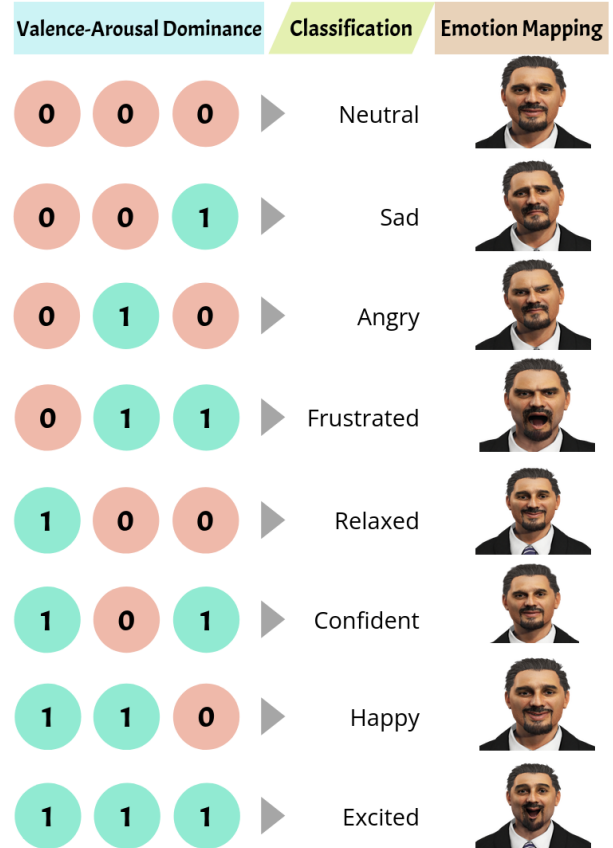 Valence-Arousal Dominance Classification Emotion Mapping
0 0 0 Neutral
0 0 1 Sad
0 1 0 Angry
0 1 1 Frustrated
1 0 0 Relaxed
1 0 1 Confident
1 1 0 Happy
1 1 1 Excited